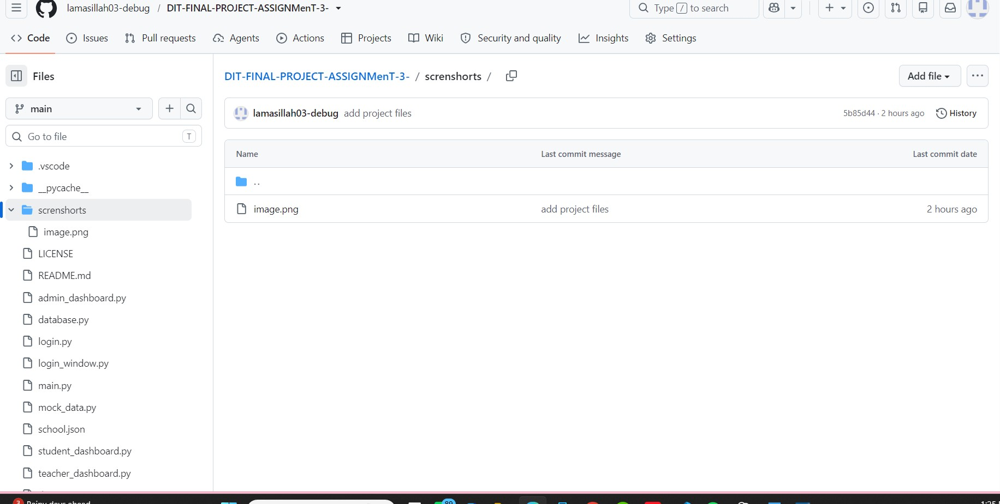 lamasillah03-debug / DIT-FINAL-PROJECT-ASSIGNMenT-3-
Type / to search
Code Issues Pull requests Agents Actions Projects Wiki Security and quality Insights Settings
Files
DIT-FINAL-PROJECT-ASSIGNMenT-3- / screnshorts /
Add file
main
lamasillah03-debug add project files
5b85d44 · 2 hours ago
History
Go to file T
Name Last commit message Last commit date
.vscode
..
__pycache__
screnshorts
image.png add project files 2 hours ago
image.png
LICENSE
README.md
admin_dashboard.py
database.py
login.py
login_window.py
main.py
mock_data.py
school.json
student_dashboard.py
teacher_dashboard.py
3 Rainy days ahead
89